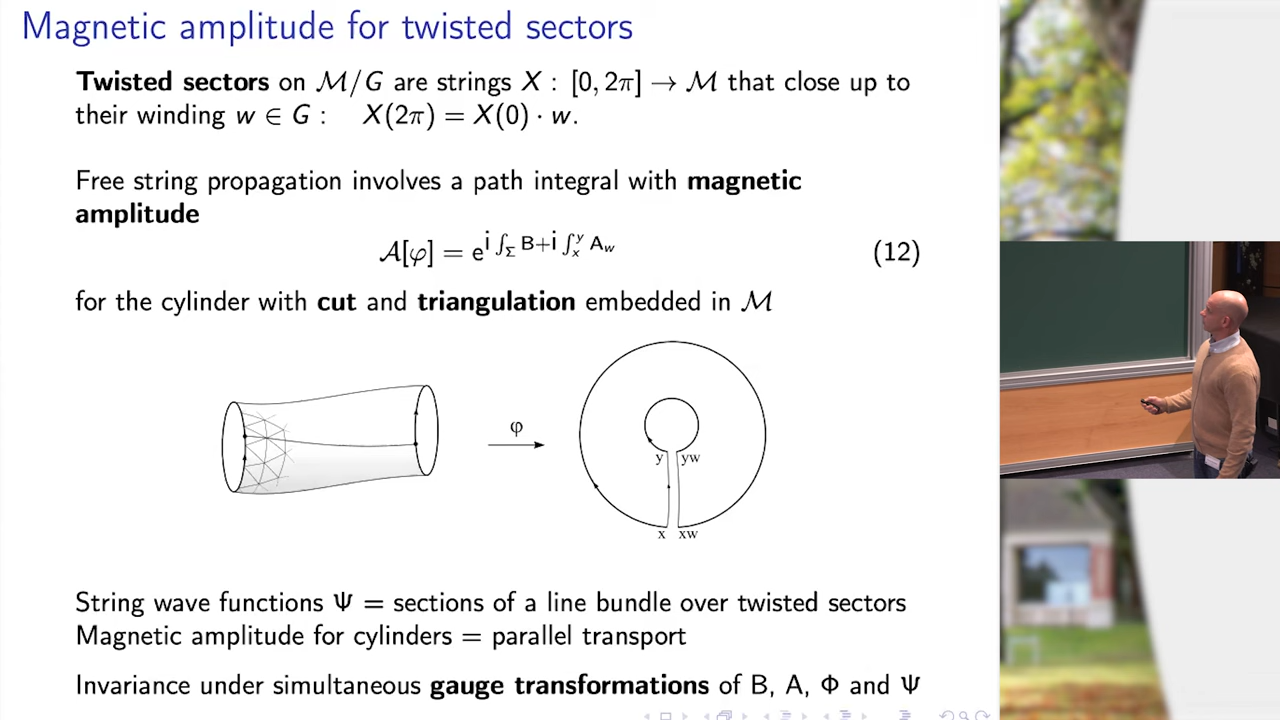 Magnetic amplitude for twisted sectors
Twisted sectors on ℳ/G are strings X : [0, 2π] → ℳ that close up to
their winding w ∈ G : X(2π) = X(0) · w.
Free string propagation involves a path integral with magnetic
amplitude
𝒜[φ] = e^{i ∫_Σ B+i ∫_x^y A_w} (12)
for the cylinder with cut and triangulation embedded in ℳ
φ
y yw
x xw
String wave functions Ψ = sections of a line bundle over twisted sectors
Magnetic amplitude for cylinders = parallel transport
Invariance under simultaneous gauge transformations of B, A, Φ and Ψ